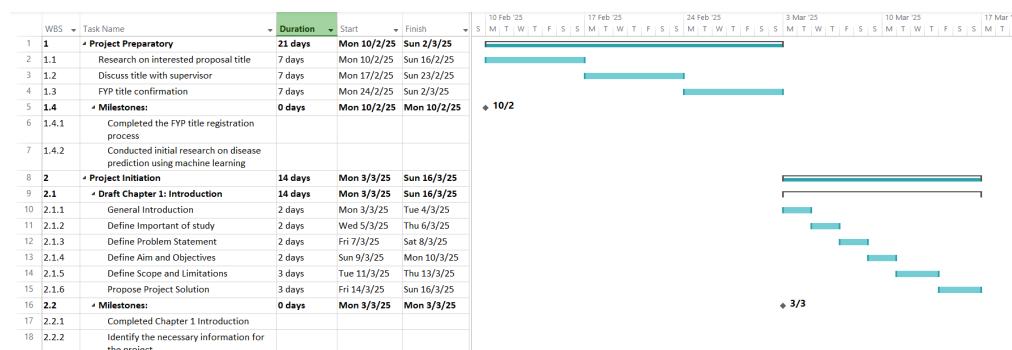 10 Feb '25 17 Feb '25 24 Feb '25 3 Mar '25 10 Mar '25 17 Mar '
WBS Task Name Duration Start Finish S M T W T F S S M T W T F S S M T W T F S S M T W T F S S M T W T F S S M T
1 1 Project Preparatory 21 days Mon 10/2/25 Sun 2/3/25
2 1.1 Research on interested proposal title 7 days Mon 10/2/25 Sun 16/2/25
3 1.2 Discuss title with supervisor 7 days Mon 17/2/25 Sun 23/2/25
4 1.3 FYP title confirmation 7 days Mon 24/2/25 Sun 2/3/25
5 1.4 Milestones: 0 days Mon 10/2/25 Mon 10/2/25 10/2
6 1.4.1 Completed the FYP title registration
process
7 1.4.2 Conducted initial research on disease
prediction using machine learning
8 2 Project Initiation 14 days Mon 3/3/25 Sun 16/3/25
9 2.1 Draft Chapter 1: Introduction 14 days Mon 3/3/25 Sun 16/3/25
10 2.1.1 General Introduction 2 days Mon 3/3/25 Tue 4/3/25
11 2.1.2 Define Important of study 2 days Wed 5/3/25 Thu 6/3/25
12 2.1.3 Define Problem Statement 2 days Fri 7/3/25 Sat 8/3/25
13 2.1.4 Define Aim and Objectives 2 days Sun 9/3/25 Mon 10/3/25
14 2.1.5 Define Scope and Limitations 3 days Tue 11/3/25 Thu 13/3/25
15 2.1.6 Propose Project Solution 3 days Fri 14/3/25 Sun 16/3/25
16 2.2 Milestones: 0 days Mon 3/3/25 Mon 3/3/25 3/3
17 2.2.1 Completed Chapter 1 Introduction
18 2.2.2 Identify the necessary information for
the project